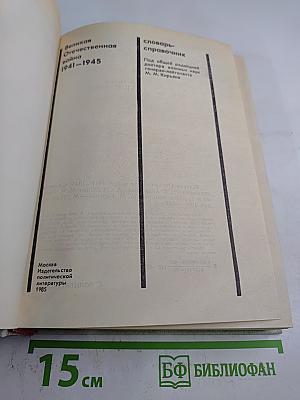 Великая
Отечественная
война
1941–1945
словарь-
справочник
Под общей редакцией
доктора военных наук
генерал-лейтенанта
М. М. Кирьяна
Москва
Издательство
политической
литературы
1985
15 см
БФ БИБЛИОФАН